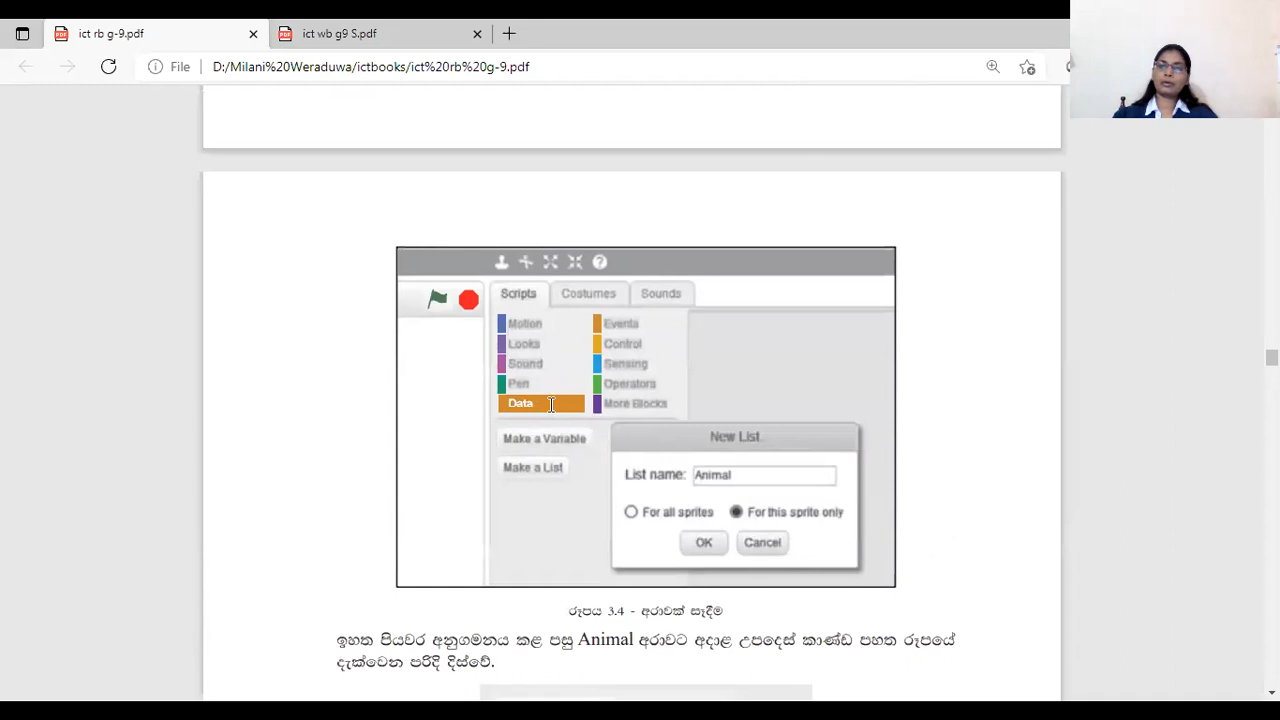 ict rb g-9.pdf
ict wb g9 S.pdf
File
D:/Milani%20Weraduwa/ictbooks/ict%20rb%20g-9.pdf
Scripts
Costumes
Sounds
Motion
Events
Looks
Control
Sound
Sensing
Pen
Operators
Data
More Blocks
Make a Variable
New List
Make a List
List name: Animal
For all sprites
For this sprite only
OK
Cancel
රූපය 3.4 - අරාවක් සෑදීම
ඉහත පියවර අනුගමනය කළ පසු Animal අරාවට අදාළ උපදෙස් කාණ්ඩ පහත රූපයේ
දැක්වෙන පරිදි දිස්වේ.